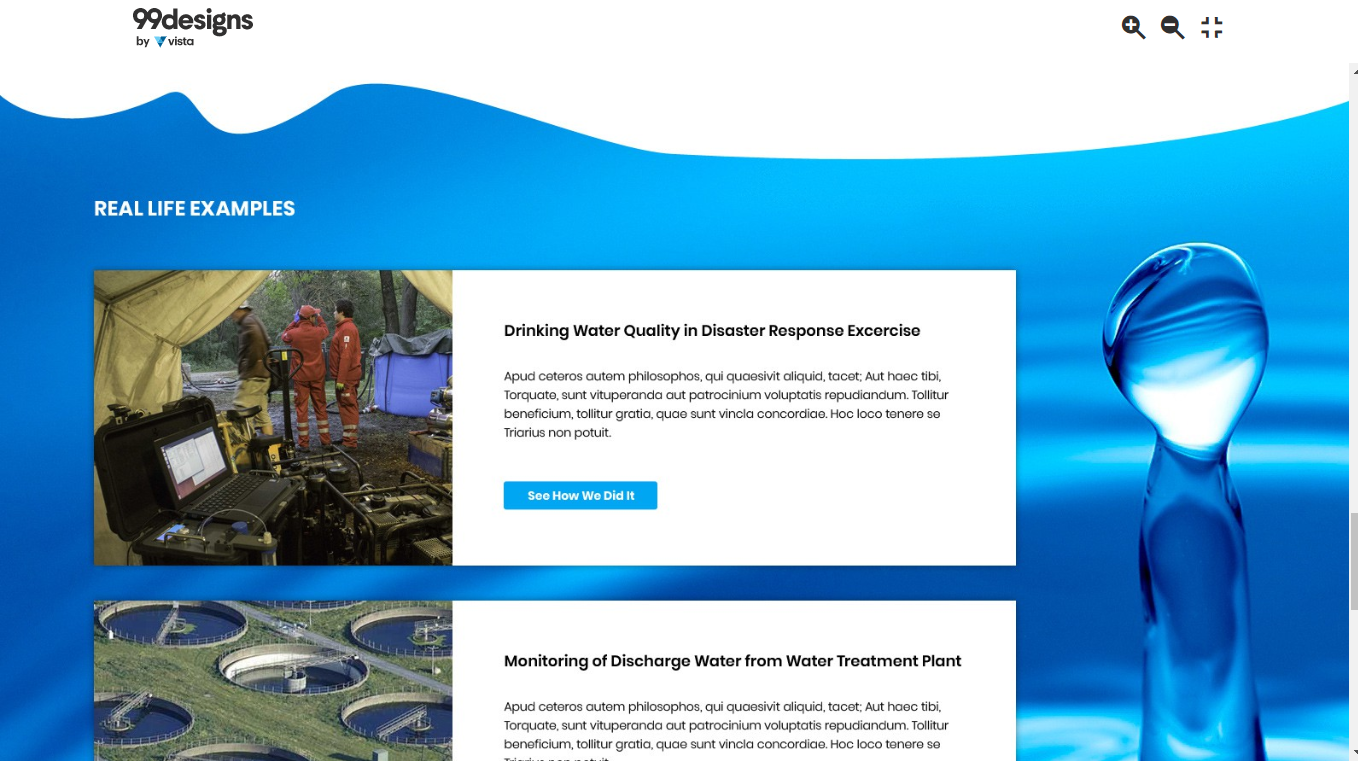 99designs
by vista
REAL LIFE EXAMPLES
Drinking Water Quality in Disaster Response Excercise
Apud ceteros autem philosophos, qui quaesivit aliquid, tacet; Aut haec tibi,
Torquate, sunt vituperanda aut patrocinium voluptatis repudiandum. Tollitur
beneficium, tollitur gratia, quae sunt vincla concordiae. Hoc loco tenere se
Triarius non potuit.
See How We Did It
Monitoring of Discharge Water from Water Treatment Plant
Apud ceteros autem philosophos, qui quaesivit aliquid, tacet; Aut haec tibi,
Torquate, sunt vituperanda aut patrocinium voluptatis repudiandum. Tollitur
beneficium, tollitur gratia, quae sunt vincla concordiae. Hoc loco tenere se